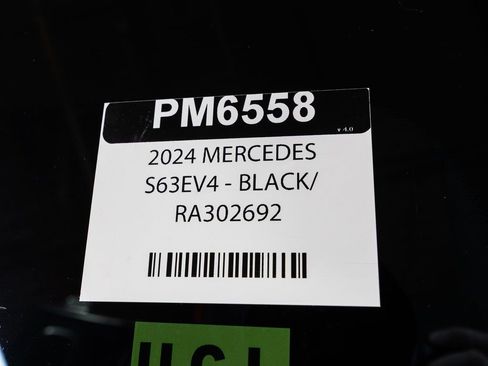 PM6558
v 4.0
2024 MERCEDES
S63EV4 - BLACK/
RA302692